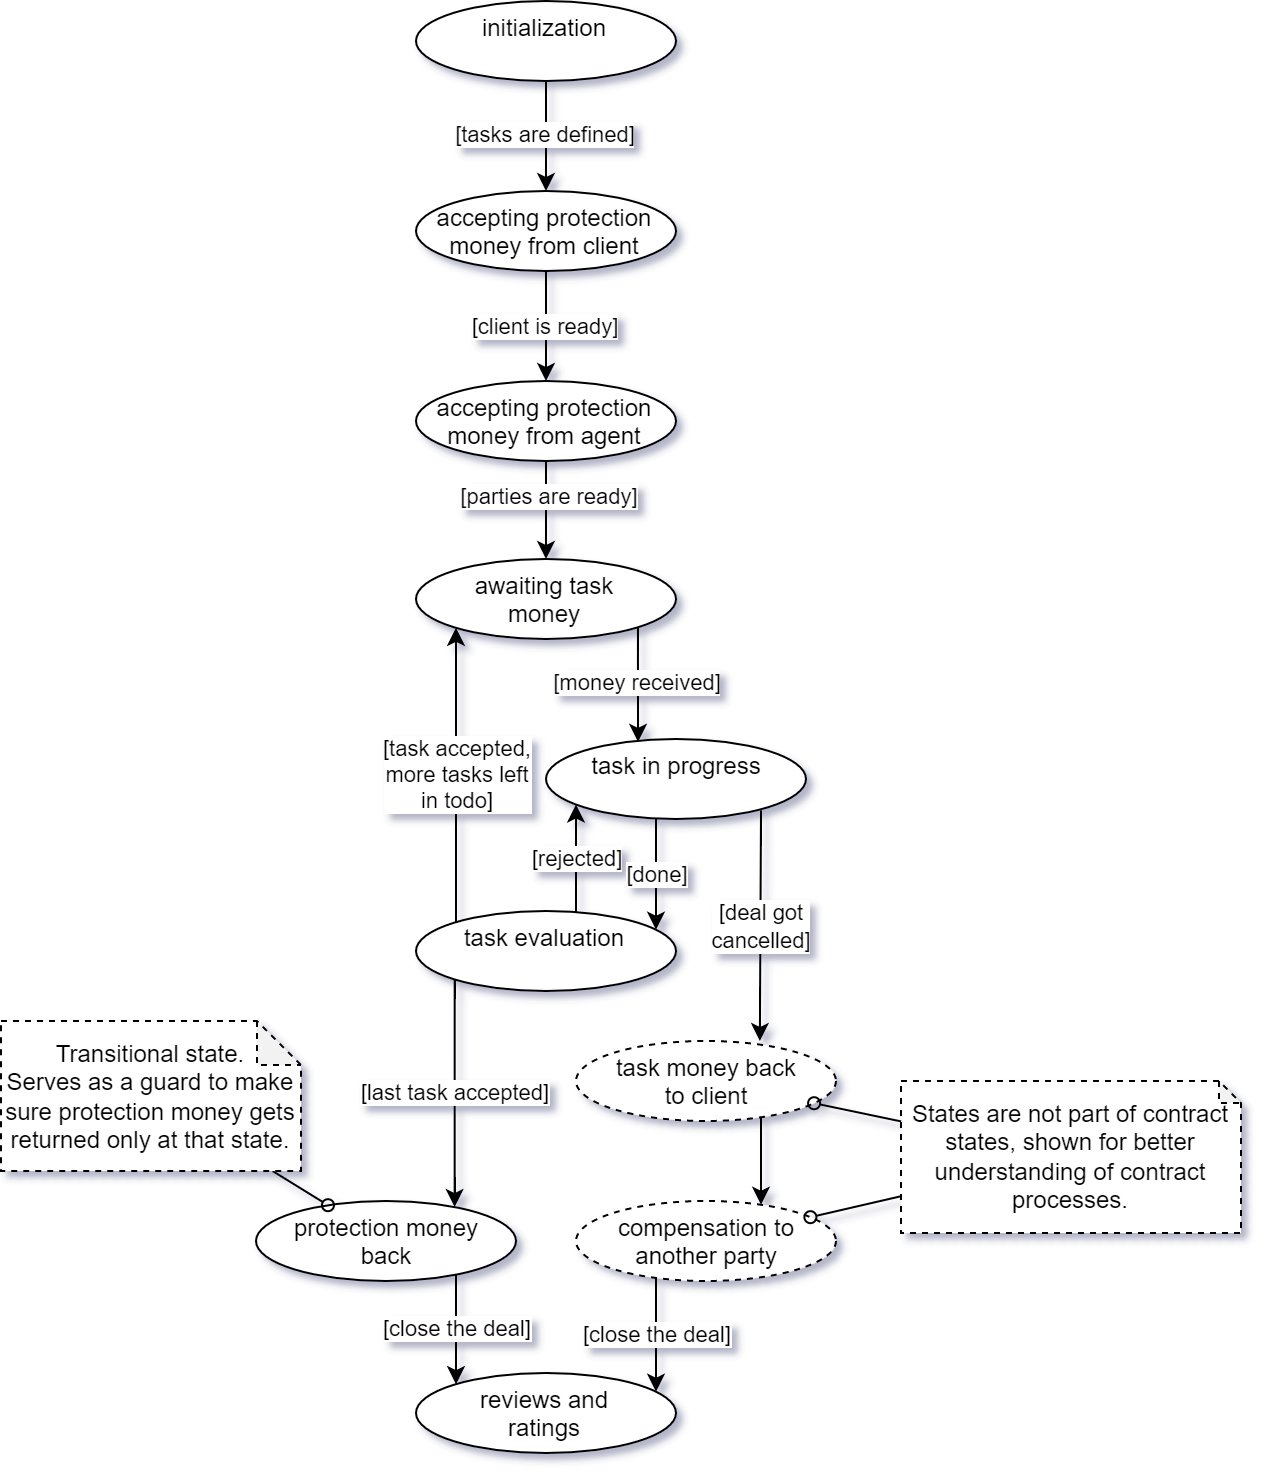 initialization
[tasks are defined]
accepting protection
money from client
[client is ready]
accepting protection
money from agent
[parties are ready]
awaiting task
money
[money received]
[task accepted,
more tasks left
in todo]
task in progress
[rejected]
[done]
[deal got
cancelled]
task evaluation
Transitional state.
Serves as a guard to make
sure protection money gets
returned only at that state.
[last task accepted]
task money back
to client
States are not part of contract
states, shown for better
understanding of contract
processes.
protection money
back
compensation to
another party
[close the deal]
[close the deal]
reviews and
ratings